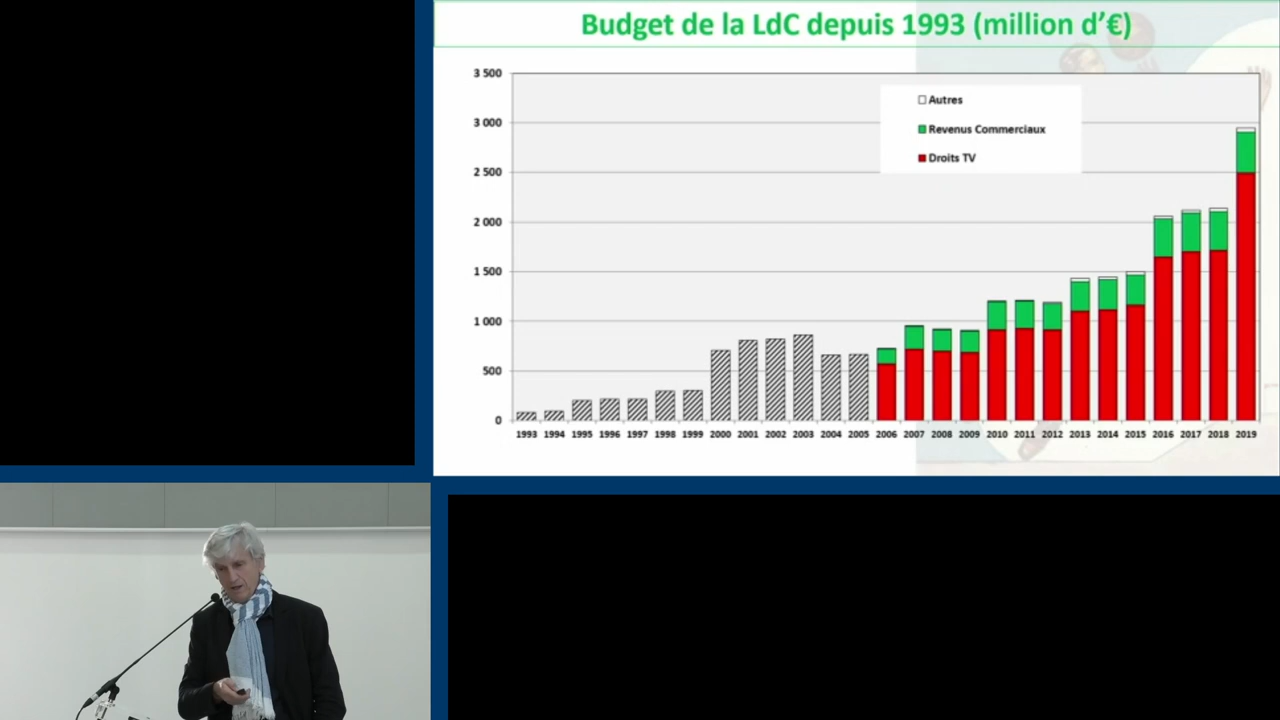 Budget de la LdC depuis 1993 (million d’€)
3 500
3 000
2 500
2 000
1 500
1 000
500
0
Autres
Revenus Commerciaux
Droits TV
1993 1994 1995 1996 1997 1998 1999 2000 2001 2002 2003 2004 2005 2006 2007 2008 2009 2010 2011 2012 2013 2014 2015 2016 2017 2018 2019